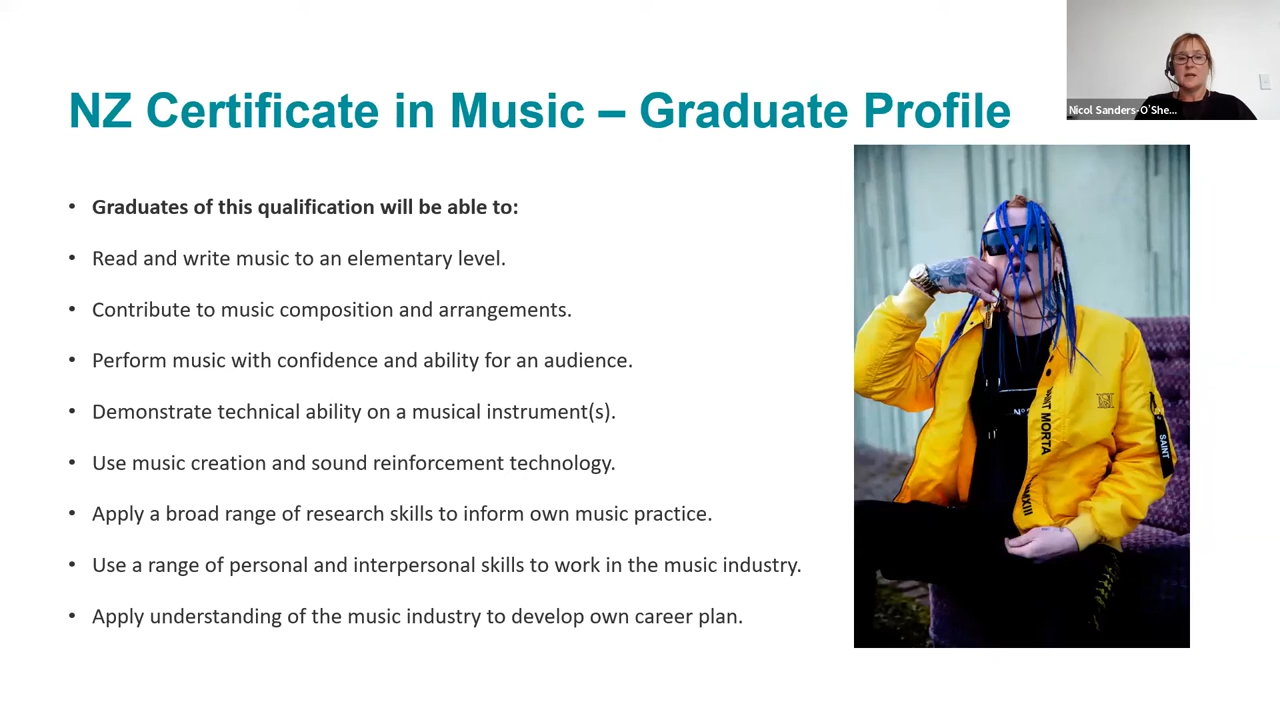 NZ Certificate in Music – Graduate Profile
Nicol Sanders-O'She...
• Graduates of this qualification will be able to:
• Read and write music to an elementary level.
• Contribute to music composition and arrangements.
• Perform music with confidence and ability for an audience.
• Demonstrate technical ability on a musical instrument(s).
• Use music creation and sound reinforcement technology.
• Apply a broad range of research skills to inform own music practice.
• Use a range of personal and interpersonal skills to work in the music industry.
• Apply understanding of the music industry to develop own career plan.
SAINT MORTA
SAINT